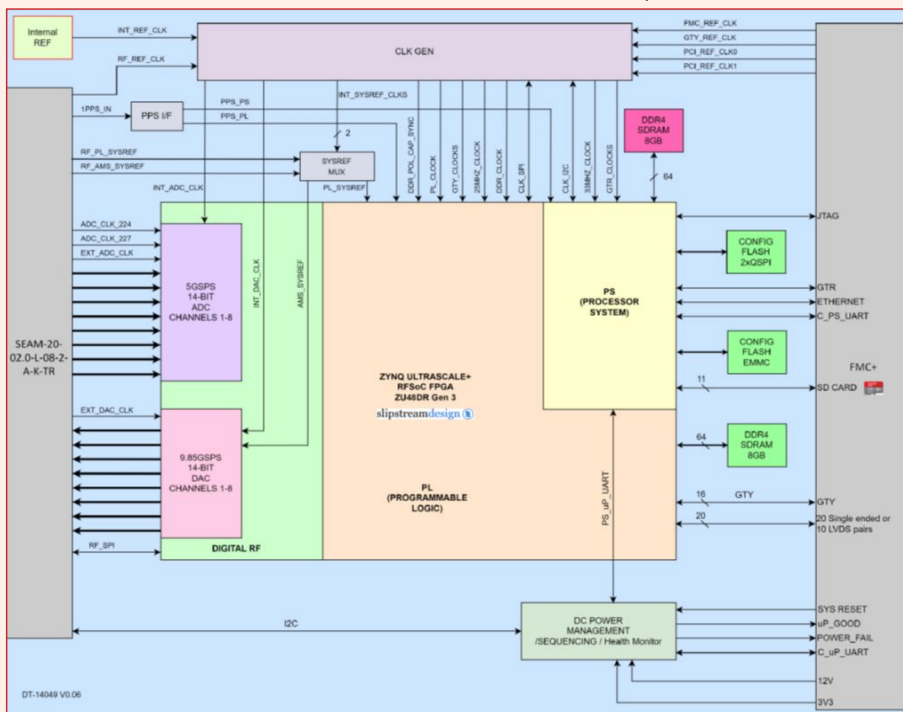 Internal
REF
INT_REF_CLK
RF_REF_CLK
CLK GEN
FMC_REF_CLK
GTY_REF_CLK
PCI_REF_CLK0
PCI_REF_CLK1
1PPS_IN
PPS I/F
PPS_PS
PPS_PL
INT_SYSREF_CLKS
2
RF_PL_SYSREF
RF_AMS_SYSREF
SYSREF
MUX
INT_ADC_CLK
PL_SYSREF
DDR_POL_CAP_SYNC
PL_CLOCK
GTY_CLOCKS
25MHZ_CLOCK
DDR_CLOCK
CLK_SPI
CLK_I2C
33MHZ_CLOCK
GTR_CLOCKS
DDR4
SDRAM
8GB
64
ADC_CLK_224
ADC_CLK_227
EXT_ADC_CLK
5GSPS
14-BIT
ADC
CHANNELS 1-8
INT_DAC_CLK
AMS_SYSREF
SEAM-20-
02.0-L-08-2-
A-K-TR
EXT_DAC_CLK
9.85GSPS
14-BIT
DAC
CHANNELS 1-8
RF_SPI
DIGITAL RF
ZYNQ ULTRASCALE+
RFSoC FPGA
ZU48DR Gen 3
slipstreamdesign
PL
(PROGRAMMABLE
LOGIC)
PS
(PROCESSOR
SYSTEM)
JTAG
CONFIG
FLASH
2xQSPI
GTR
ETHERNET
C_PS_UART
CONFIG
FLASH
EMMC
FMC+
11
SD CARD
64
DDR4
SDRAM
8GB
16
GTY
GTY
20
20 Single ended or
10 LVDS pairs
PS_uP_UART
I2C
DC POWER
MANAGEMENT
/SEQUENCING / Health Monitor
SYS RESET
uP_GOOD
POWER_FAIL
C_uP_UART
12V
3V3
DT-14049 V0.06